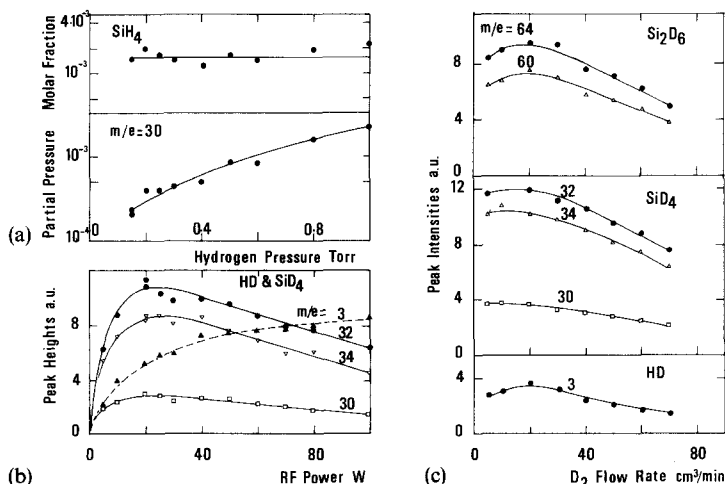 4·10⁻³
SiH₄
10⁻³
Molar Fraction
m/e=30
10⁻³
10⁻⁴
Partial Pressure
(a)
0 0.4 0.8
Hydrogen Pressure Torr
HD & SiD₄
m/e=
3
32
34
30
8
4
0
Peak Heights a.u.
0 20 40 60 80
RF Power W
(b)
m/e=64
Si₂D₆
60
8
4
SiD₄
32
34
30
12
8
4
0
HD
3
4
0
Peak Intensities a.u.
0 40 80
D₂ Flow Rate cm³/min
(c)